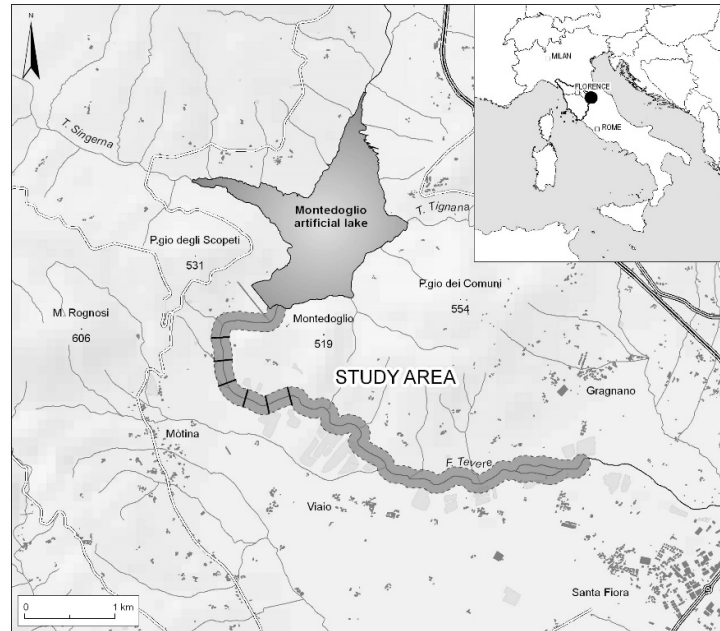 N
MILAN
FLORENCE
ROME
T. Singerna
Montedoglio
artificial lake
T. Tignana
P.gio degli Scopeti
531
P.gio dei Comuni
554
M. Rognosi
606
Montedoglio
519
STUDY AREA
Gragnano
Mòtina
F. Tevere
Viaio
Santa Fiora
0 1 km